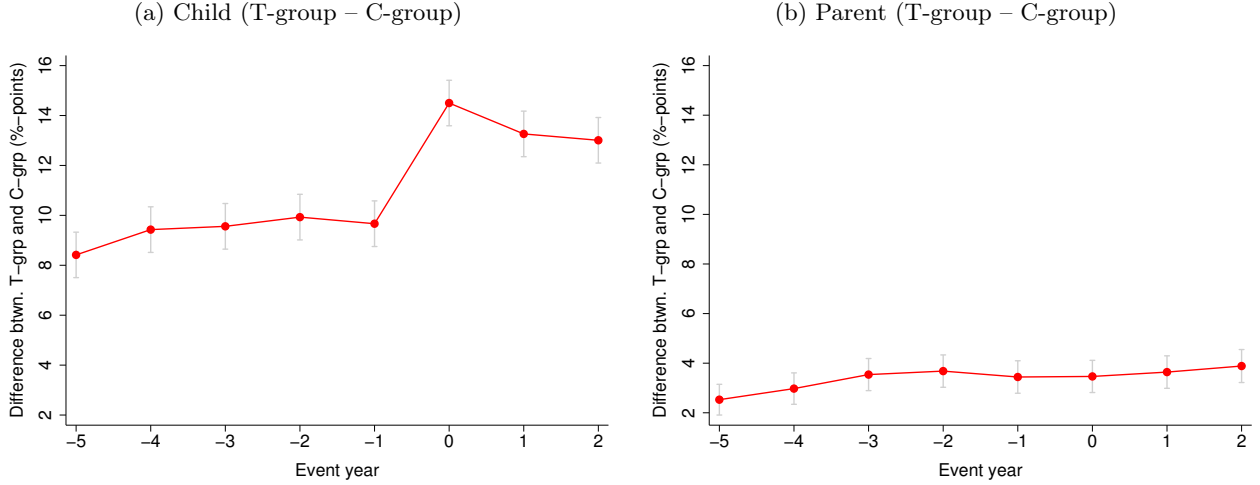 (a) Child (T-group – C-group)
Difference btwn. T-grp and C-grp (%-points)
16
14
12
10
8
6
4
2
-5 -4 -3 -2 -1 0 1 2
Event year
(b) Parent (T-group – C-group)
Difference btwn. T-grp and C-grp (%-points)
16
14
12
10
8
6
4
2
-5 -4 -3 -2 -1 0 1 2
Event year